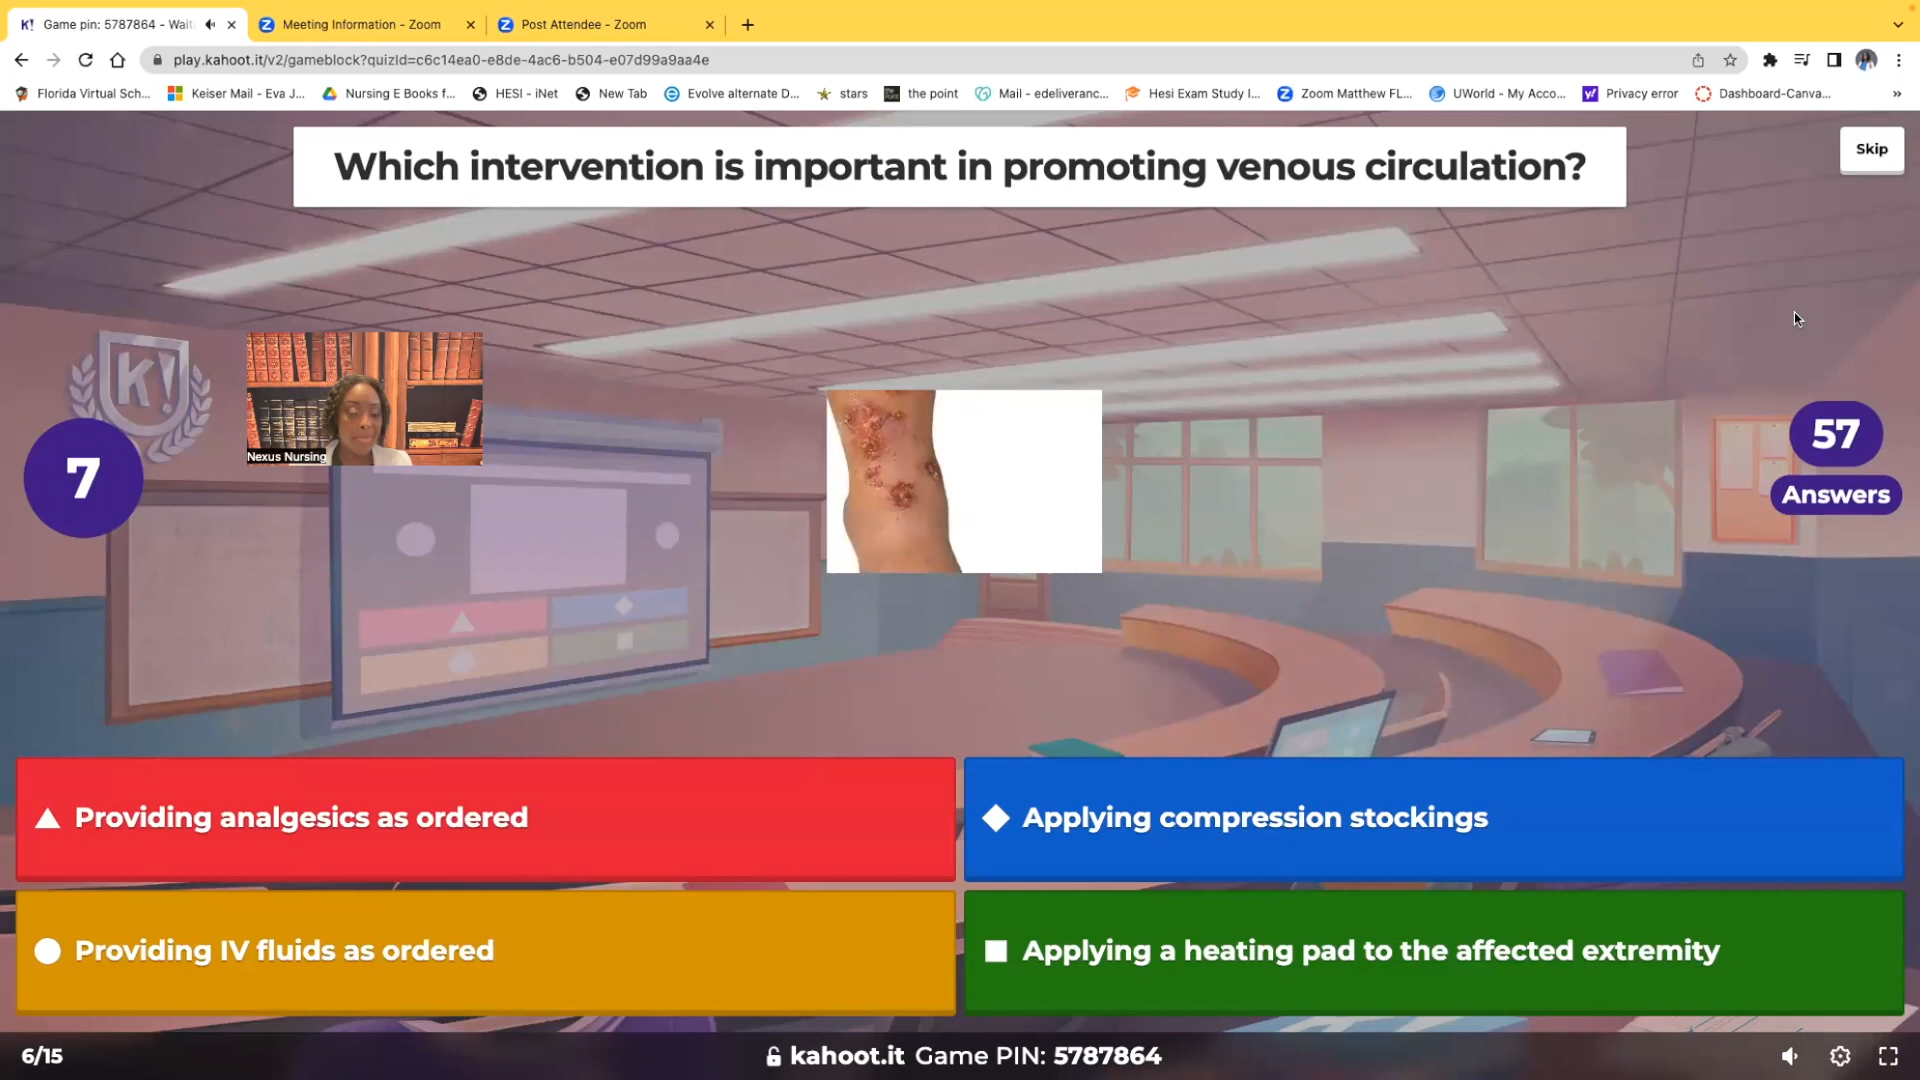 K! Game pin: 5787864 - Wait
Meeting Information - Zoom
Post Attendee - Zoom
play.kahoot.it/v2/gameblock?quizId=c6c14ea0-e8de-4ac6-b504-e07d99a9aa4e
Florida Virtual Sch...
Keiser Mail - Eva J...
Nursing E Books f...
HESI - iNet
New Tab
Evolve alternate D...
stars
the point
Mail - edeliveranc...
Hesi Exam Study I...
Zoom Matthew FL...
UWorld - My Acco...
Privacy error
Dashboard-Canva...
»
Which intervention is important in promoting venous circulation?
Skip
K!
Nexus Nursing
7
57
Answers
Providing analgesics as ordered
Applying compression stockings
Providing IV fluids as ordered
Applying a heating pad to the affected extremity
6/15
kahoot.it Game PIN: 5787864